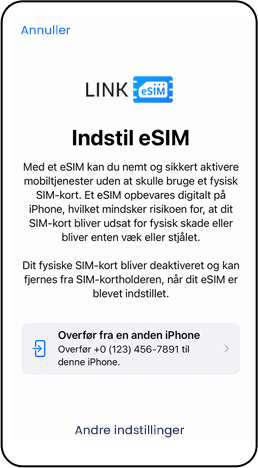 Annuller
LINK eSIM
Indstil eSIM
Med et eSIM kan du nemt og sikkert aktivere
mobiltjenester uden at skulle bruge et fysisk
SIM-kort. Et eSIM opbevares digitalt på
iPhone, hvilket mindsker risikoen for, at dit
SIM-kort bliver udsat for fysisk skade eller
bliver enten væk eller stjålet.
Dit fysiske SIM-kort bliver deaktiveret og kan
fjernes fra SIM-kortholderen, når dit eSIM er
blevet indstillet.
Overfør fra en anden iPhone
Overfør +0 (123) 456-7891 til
denne iPhone.
Andre indstillinger